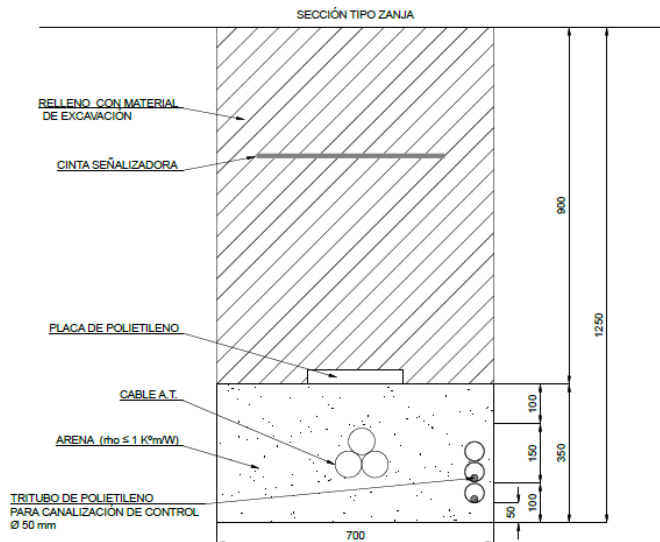 SECCIÓN TIPO ZANJA
RELLENO CON MATERIAL
DE EXCAVACIÓN
CINTA SEÑALIZADORA
900
1250
PLACA DE POLIETILENO
CABLE A.T.
100
ARENA (rho ≤ 1 Kºm/W)
150
350
TRITUBO DE POLIETILENO
PARA CANALIZACIÓN DE CONTROL
Ø 50 mm
50
100
700